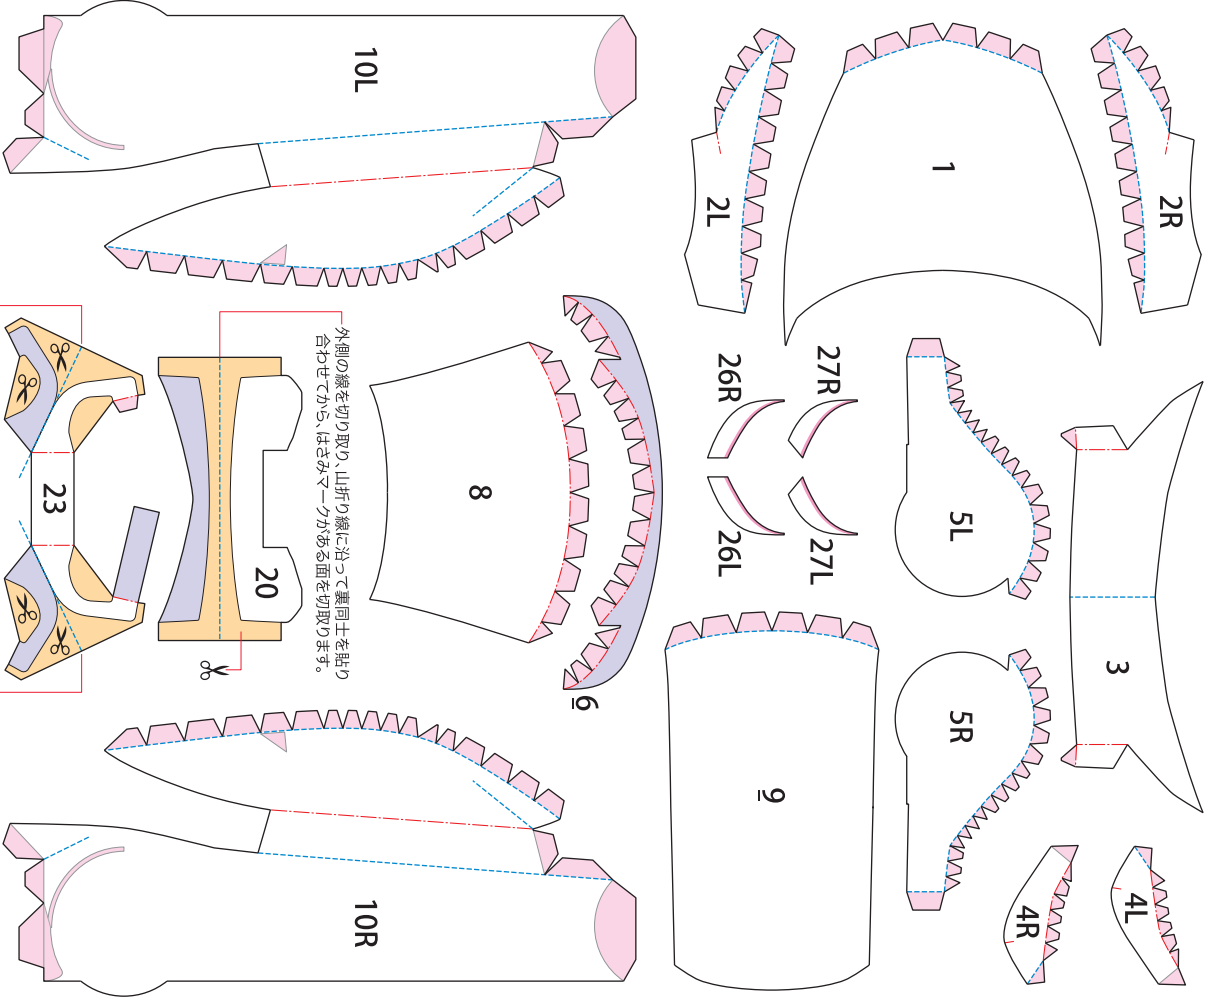 2R
1
2L
10L
3
4L
4R
5L
5R
27R
27L
26R
26L
9
6
8
外側の線を切り取り、山折り線に沿って裏同士を貼り
合わせてから、はさみマークがある面を切取ります。
20
23
10R